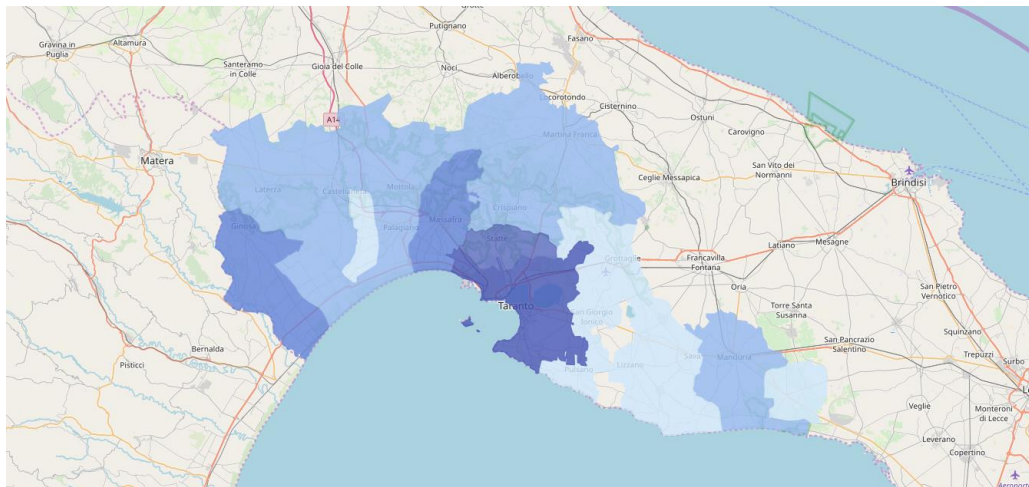 Grotte
Putignano
Fasano
Gravina in
Puglia
Altamura
Santeramo
in Colle
Gioia del Colle
Noci
Alberobello
Locorotondo
Cisternino
Ostuni
Carovigno
A14
Martina Franca
Matera
San Vito dei
Normanni
Ceglie Messapica
Brindisi
Laterza
Castellaneta
Mottola
Crispiano
Massafra
Palagiano
Ginosa
Statte
Grottaglie
Francavilla
Fontana
Latiano
Mesagne
Oria
San Pietro
Vernotico
Taranto
San Giorgio
Ionico
Torre Santa
Susanna
Squinzano
Bernalda
Pisticci
San Pancrazio
Salentino
Trepuzzi
Surbo
Manduria
Sava
Lizzano
Pulsano
Le
Veglie
Monteroni
di Lecce
Leverano
Copertino
Aeroporto